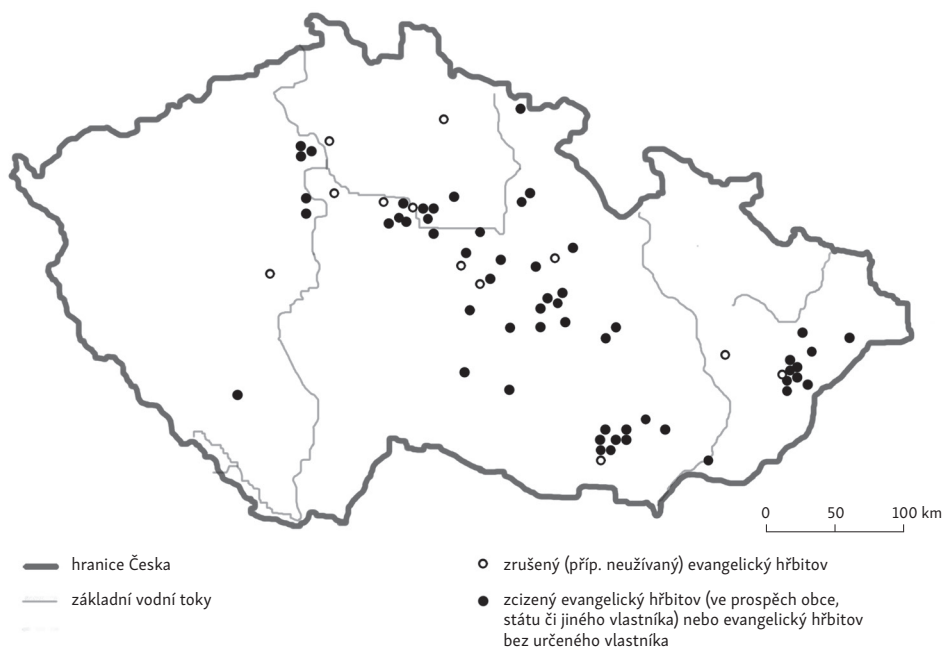 0 50 100 km
hranice Česka
základní vodní toky
zrušený (příp. neužívaný) evangelický hřbitov
zcizený evangelický hřbitov (ve prospěch obce,
státu či jiného vlastníka) nebo evangelický hřbitov
bez určeného vlastníka